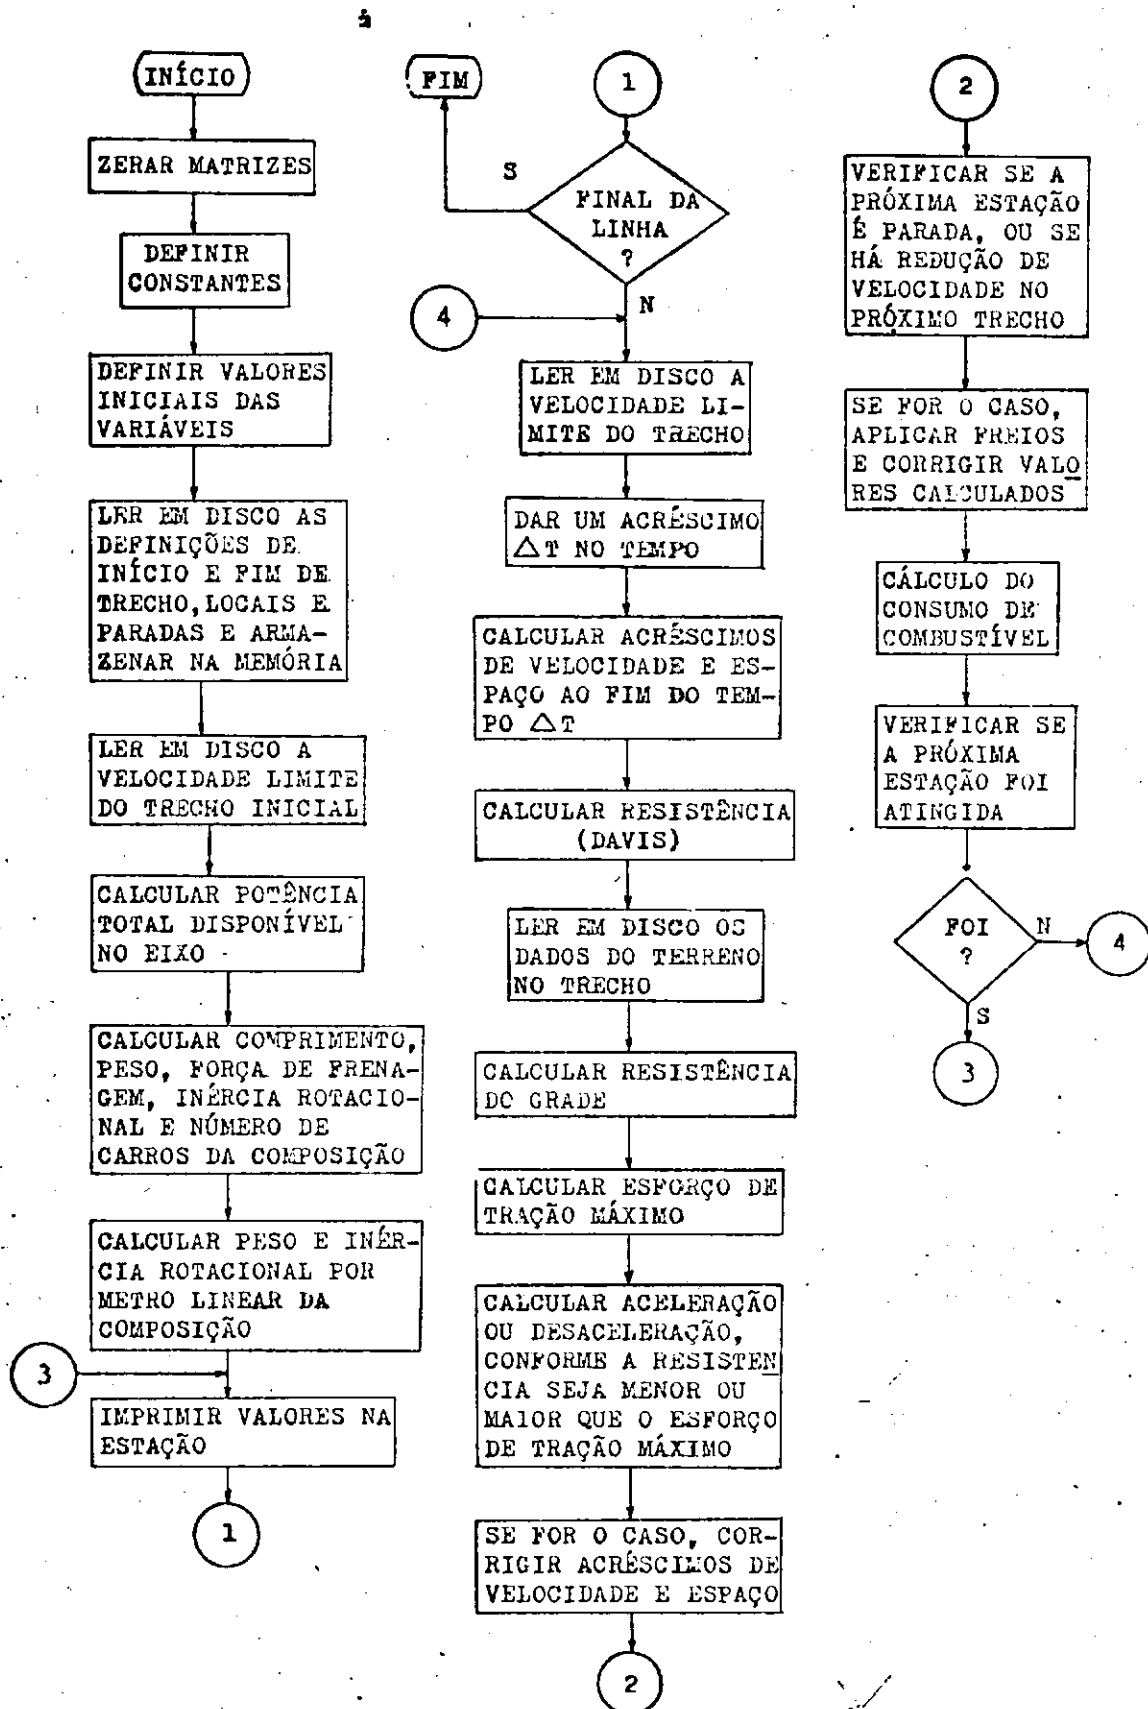 INÍCIO
ZERAR MATRIZES
DEFINIR
CONSTANTES
DEFINIR VALORES
INICIAIS DAS
VARIÁVEIS
LER EM DISCO AS
DEFINIÇÕES DE
INÍCIO E FIM DE
TRECHO, LOCAIS E
PARADAS E ARMA-
ZENAR NA MEMÓRIA
LER EM DISCO A
VELOCIDADE LIMITE
DO TRECHO INICIAL
CALCULAR POTÊNCIA
TOTAL DISPONÍVEL
NO EIXO
CALCULAR COMPRIMENTO,
PESO, FORÇA DE FRENA-
GEM, INÉRCIA ROTACIO-
NAL E NÚMERO DE
CARROS DA COMPOSIÇÃO
CALCULAR PESO E INÉR-
CIA ROTACIONAL POR
METRO LINEAR DA
COMPOSIÇÃO
3
IMPRIMIR VALORES NA
ESTAÇÃO
1
FIM
1
S
FINAL DA
LINHA
?
N
4
LER EM DISCO A
VELOCIDADE LI-
MITE DO TRECHO
DAR UM ACRÉSCIMO
△T NO TEMPO
CALCULAR ACRÉSCIMOS
DE VELOCIDADE E ES-
PAÇO AO FIM DO TEM-
PO △T
CALCULAR RESISTÊNCIA
(DAVIS)
LER EM DISCO OS
DADOS DO TERRENO
NO TRECHO
CALCULAR RESISTÊNCIA
DO GRADE
CALCULAR ESFORÇO DE
TRAÇÃO MÁXIMO
CALCULAR ACELERAÇÃO
OU DESACELERAÇÃO,
CONFORME A RESISTEN
CIA SEJA MENOR OU
MAIOR QUE O ESFORÇO
DE TRAÇÃO MÁXIMO
SE FOR O CASO, COR-
RIGIR ACRÉSCIMOS DE
VELOCIDADE E ESPAÇO
2
2
VERIFICAR SE A
PRÓXIMA ESTAÇÃO
É PARADA, OU SE
HÁ REDUÇÃO DE
VELOCIDADE NO
PRÓXIMO TRECHO
SE FOR O CASO,
APLICAR FREIOS
E CORRIGIR VALO
RES CALCULADOS
CÁLCULO DO
CONSUMO DE
COMBUSTÍVEL
VERIFICAR SE
A PRÓXIMA
ESTAÇÃO FOI
ATINGIDA
FOI
?
N
4
S
3